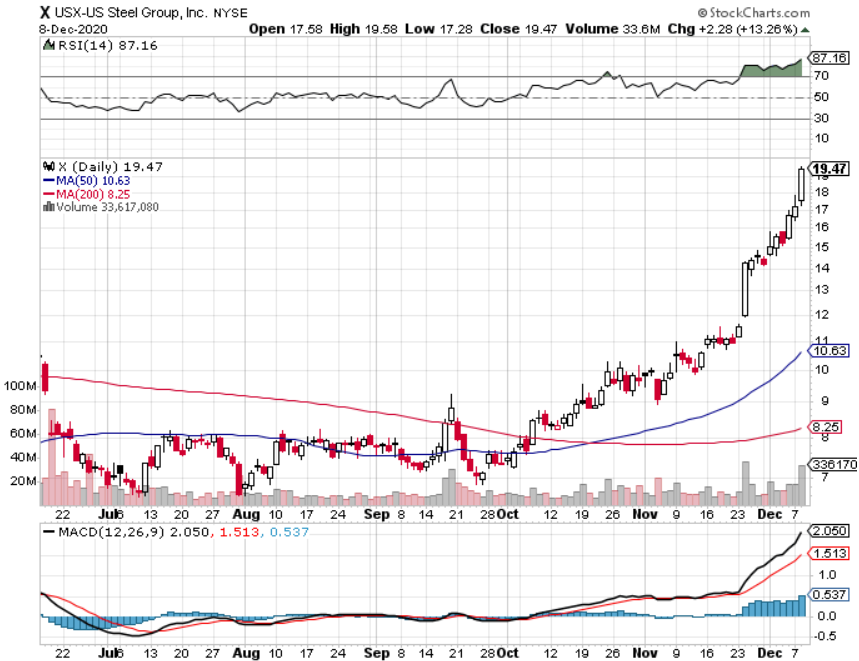 X USX-US Steel Group, Inc. NYSE © StockCharts.com
8-Dec-2020 Open 17.58 High 19.58 Low 17.28 Close 19.47 Volume 33.6M Chg +2.28 (+13.26%)
RSI(14) 87.16
87.16
70
50
30
10
X (Daily) 19.47
MA(50) 10.63
MA(200) 8.25
Volume 33,617,080
19.47
18
17
16
15
14
13
12
11
10.63
10
9
8.25
8
336170
7
100M
80M
60M
40M
20M
22 Jul 6 13 20 27 Aug 10 17 24 Sep 8 14 21 28 Oct 12 19 26 Nov 9 16 23 Dec 7
MACD(12,26,9) 2.050, 1.513, 0.537
2.050
1.513
1.0
0.537
0.0
-0.5
22 Jul 6 13 20 27 Aug 10 17 24 Sep 8 14 21 28 Oct 12 19 26 Nov 9 16 23 Dec 7